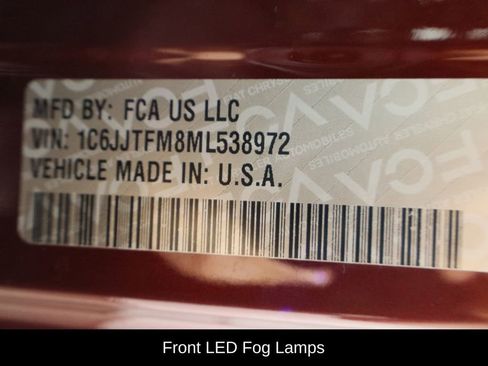 MFD BY: FCA US LLC
VIN: 1C6JJTFM8ML538972
VEHICLE MADE IN: U.S.A.
Front LED Fog Lamps